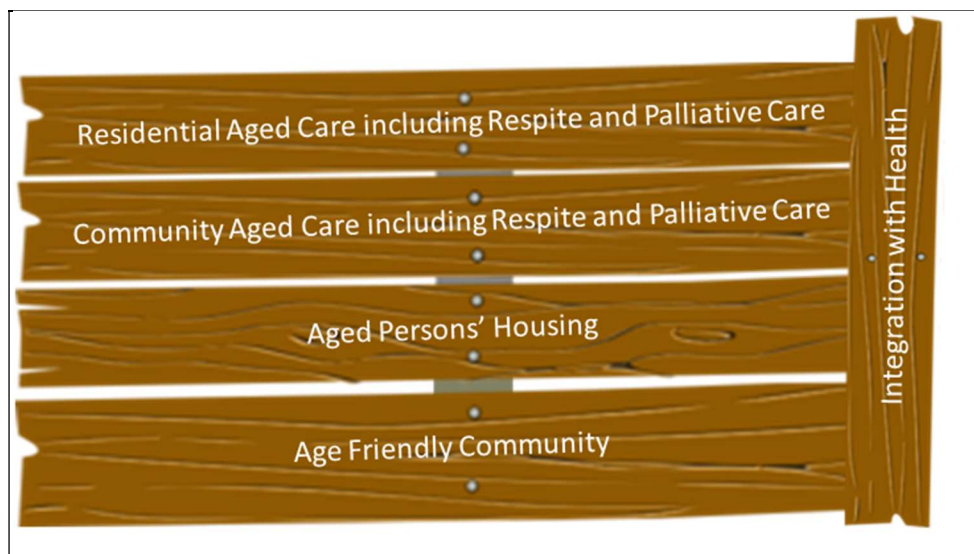 Residential Aged Care including Respite and Palliative Care
Community Aged Care including Respite and Palliative Care
Aged Persons’ Housing
Age Friendly Community
Integration with Health